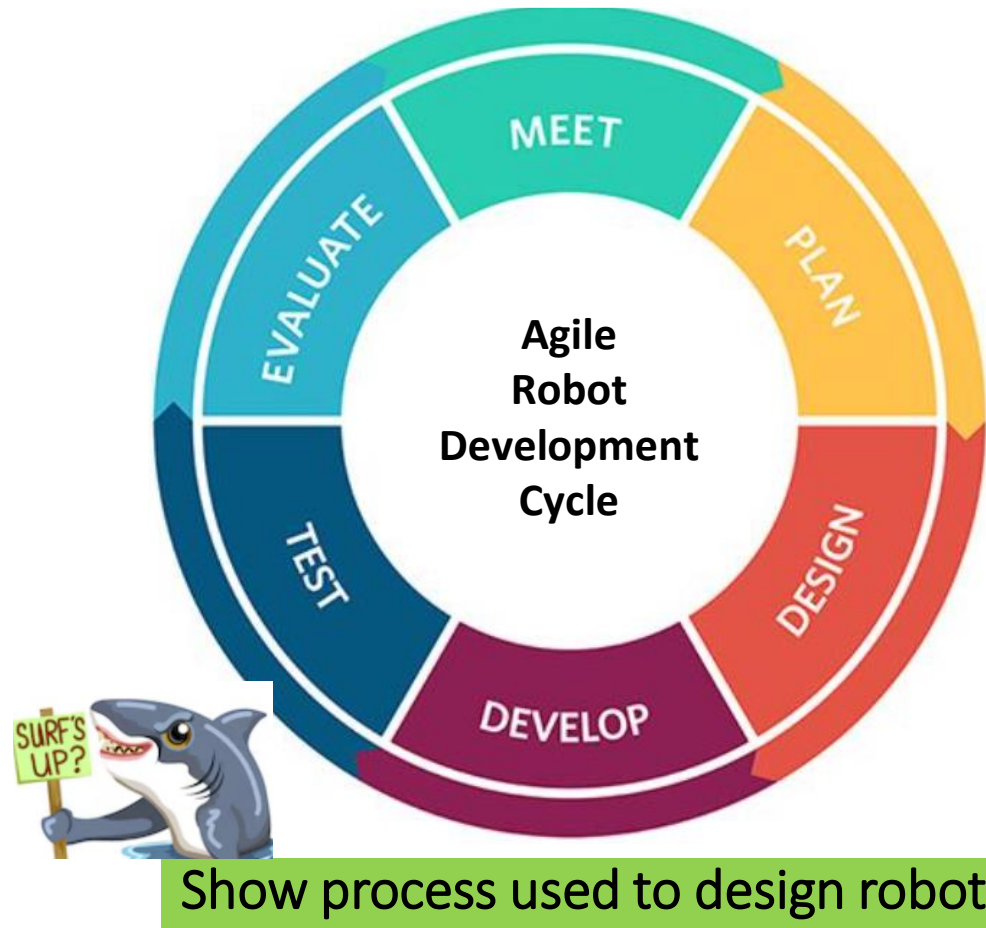 MEET
PLAN
DESIGN
DEVELOP
TEST
EVALUATE
Agile
Robot
Development
Cycle
SURF'S
UP?
Show process used to design robot